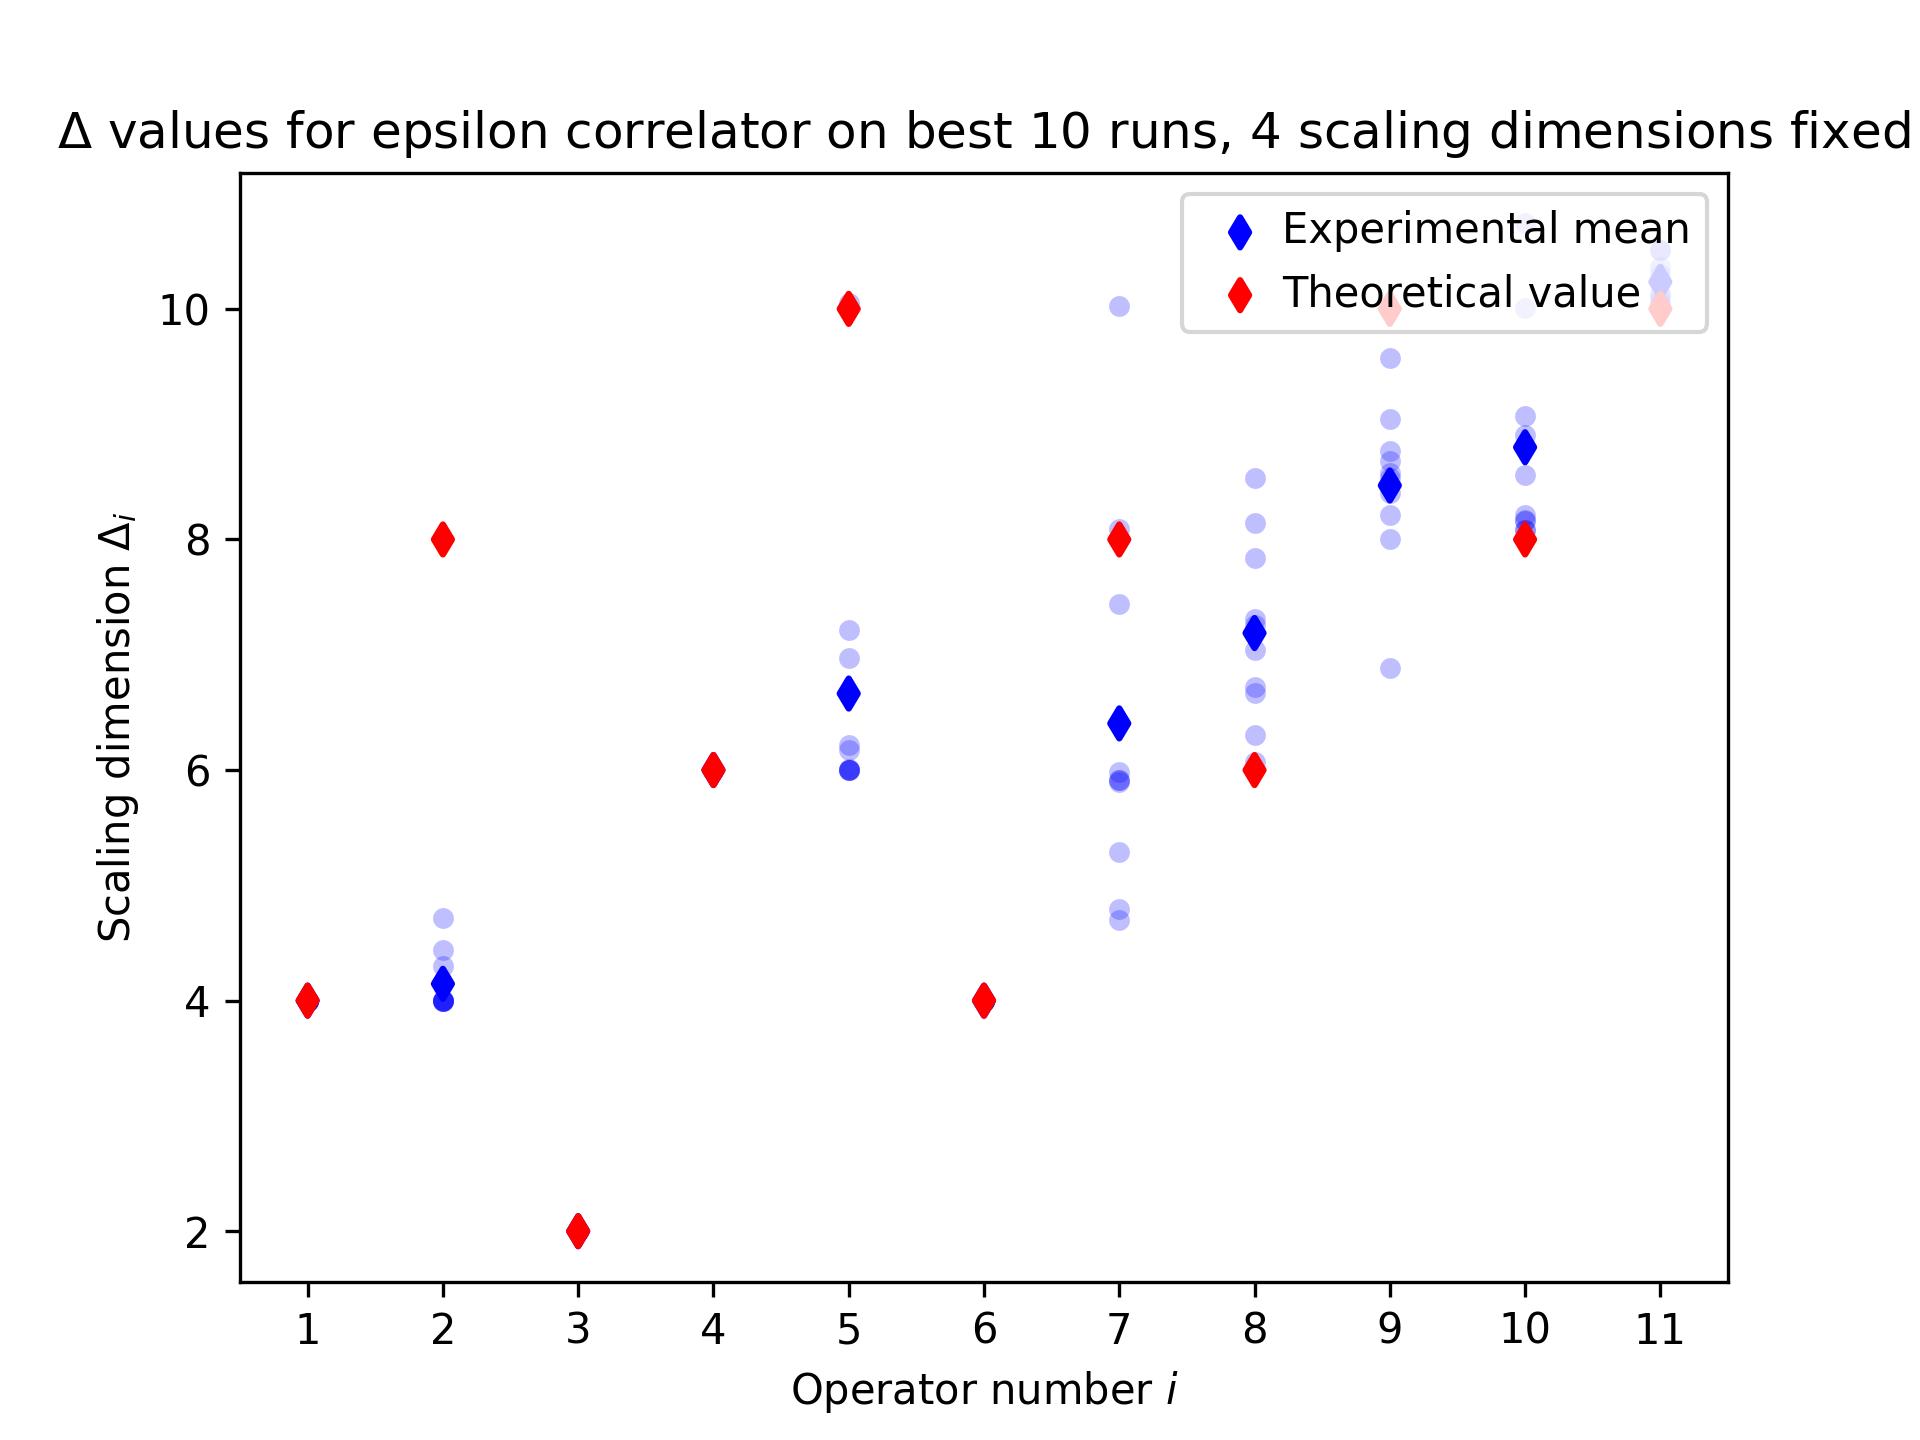 Δ values for epsilon correlator on best 10 runs, 4 scaling dimensions fixed
Experimental mean
Theoretical value
10
8
6
4
2
Scaling dimension Δᵢ
1 2 3 4 5 6 7 8 9 10 11
Operator number i